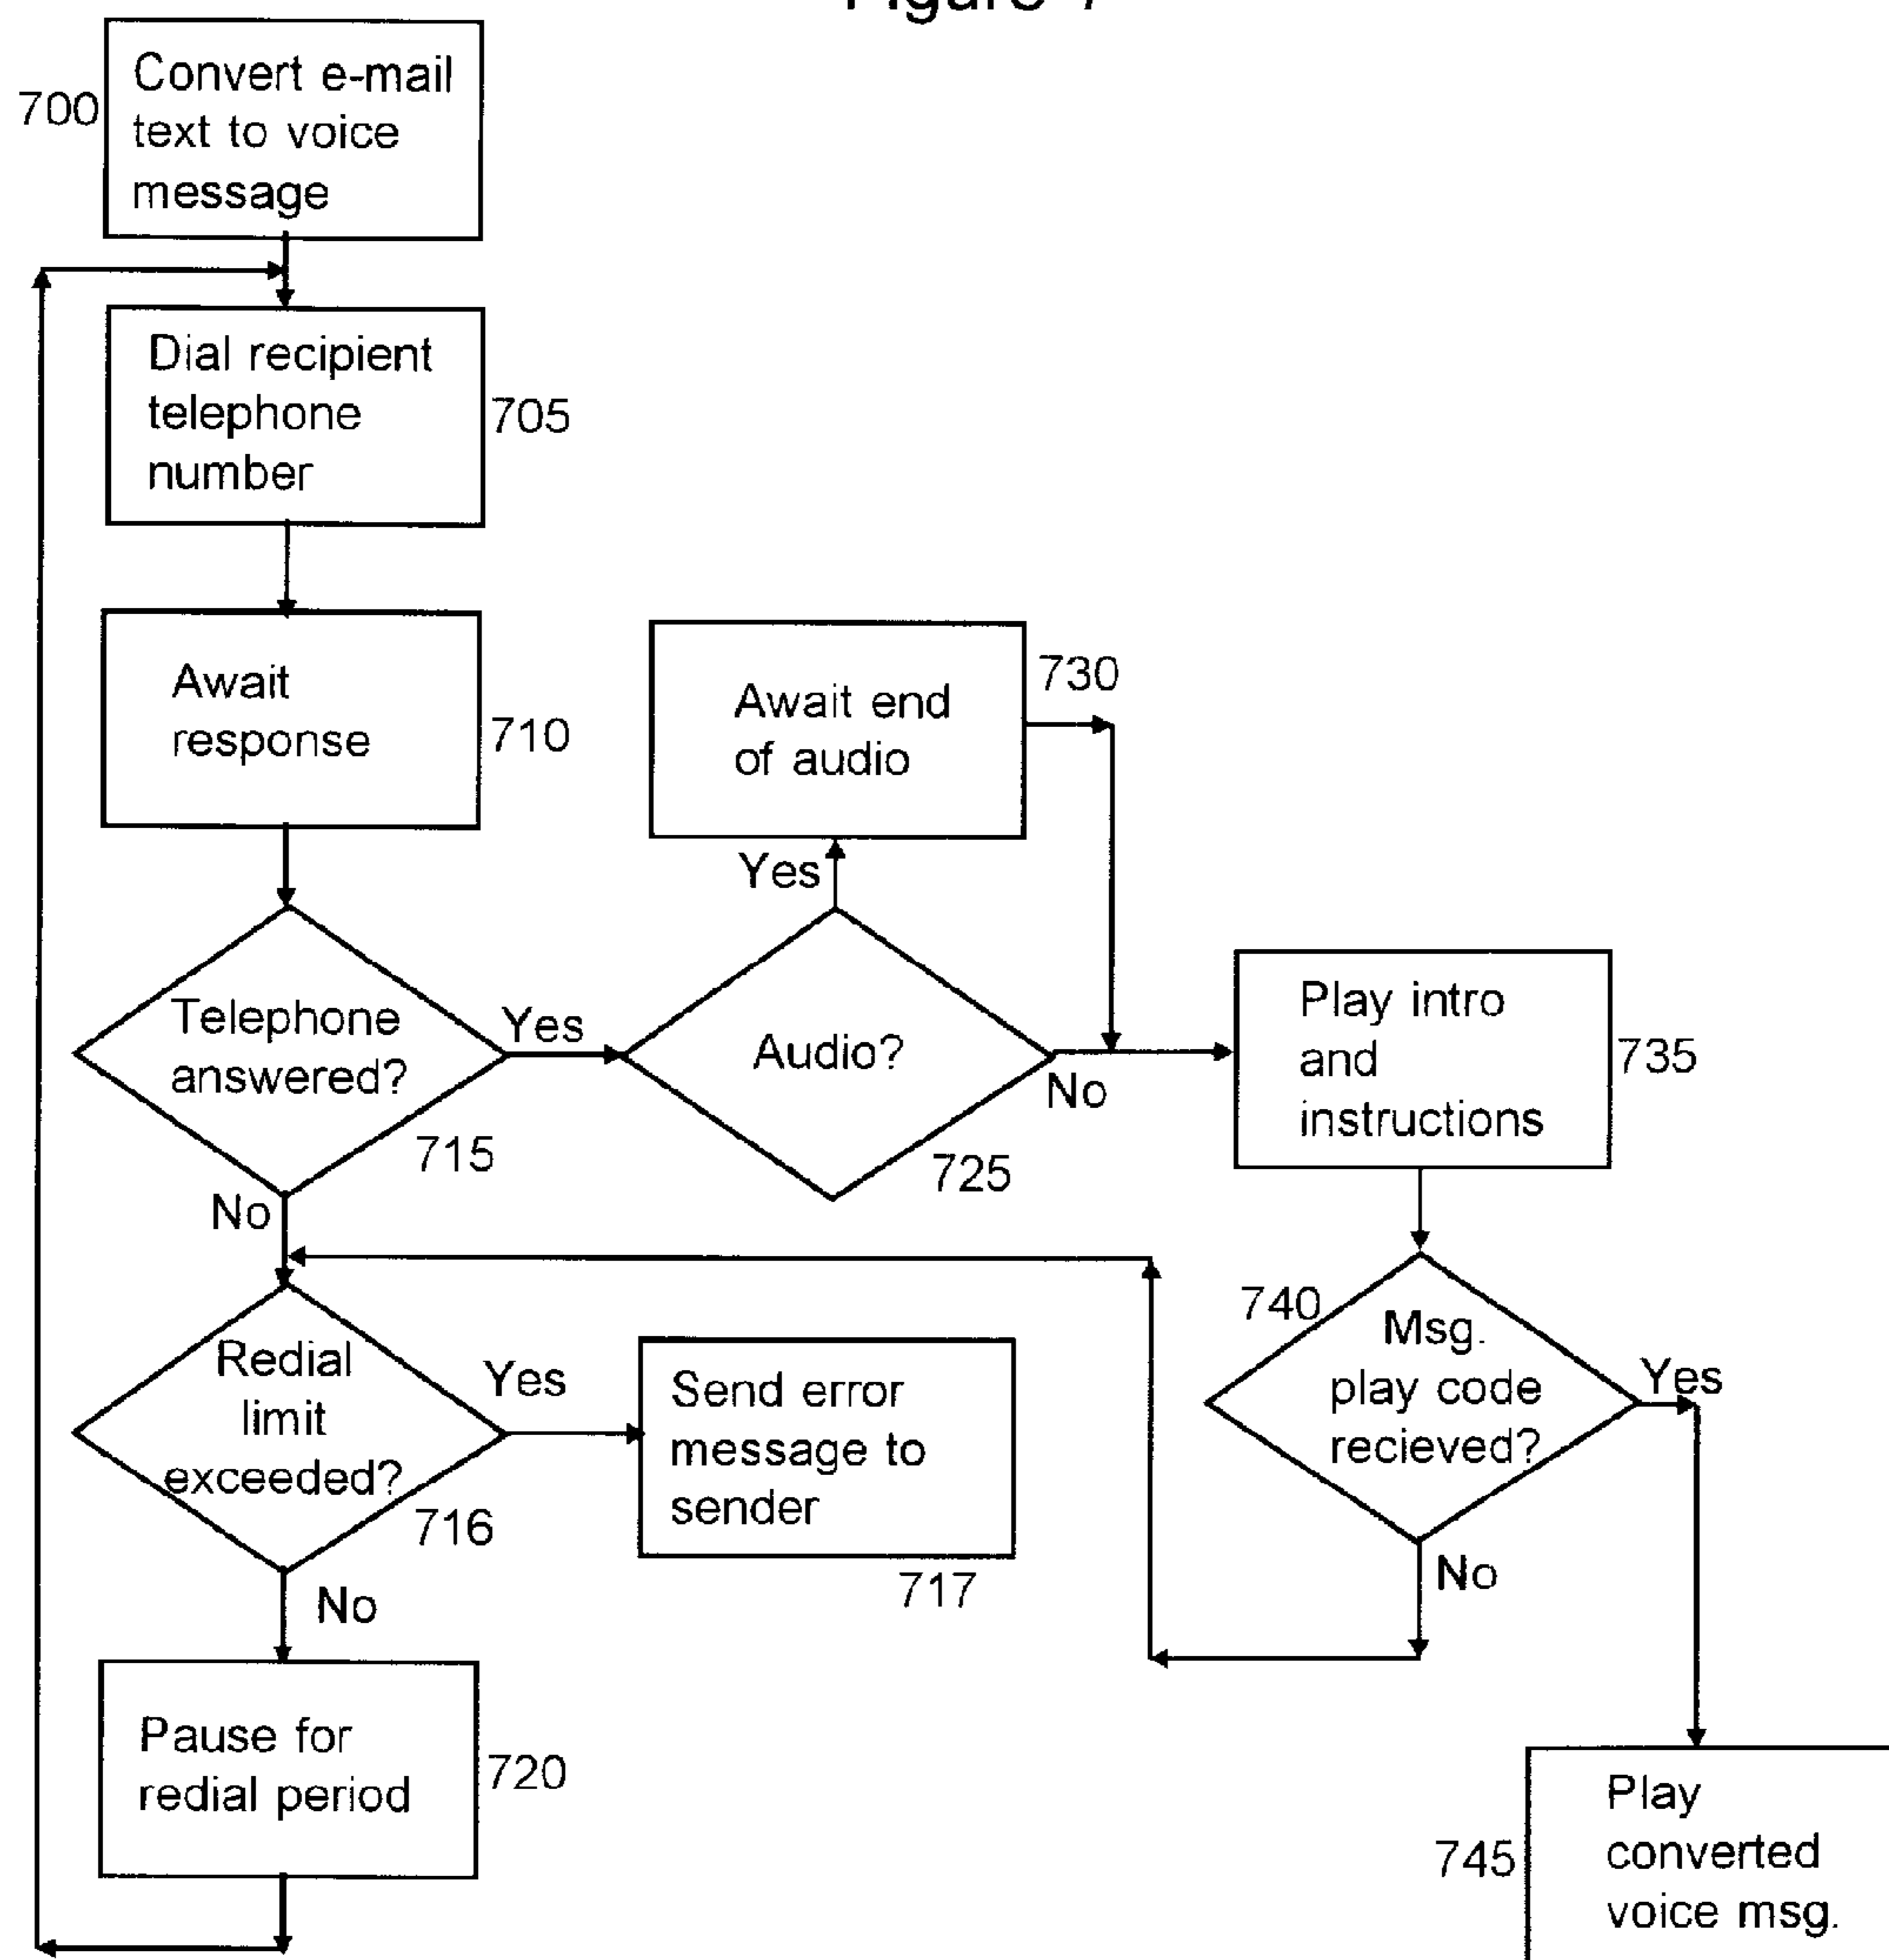 700
Convert e-mail
text to voice
message
Dial recipient
telephone
number
705
Await
response
710
Await end
of audio
730
Yes
Telephone
answered?
715
Yes
Audio?
725
No
Play intro
and
instructions
735
No
740
Msg.
play code
recieved?
Yes
No
Redial
limit
exceeded?
716
Yes
Send error
message to
sender
717
No
Pause for
redial period
720
745
Play
converted
voice msg.